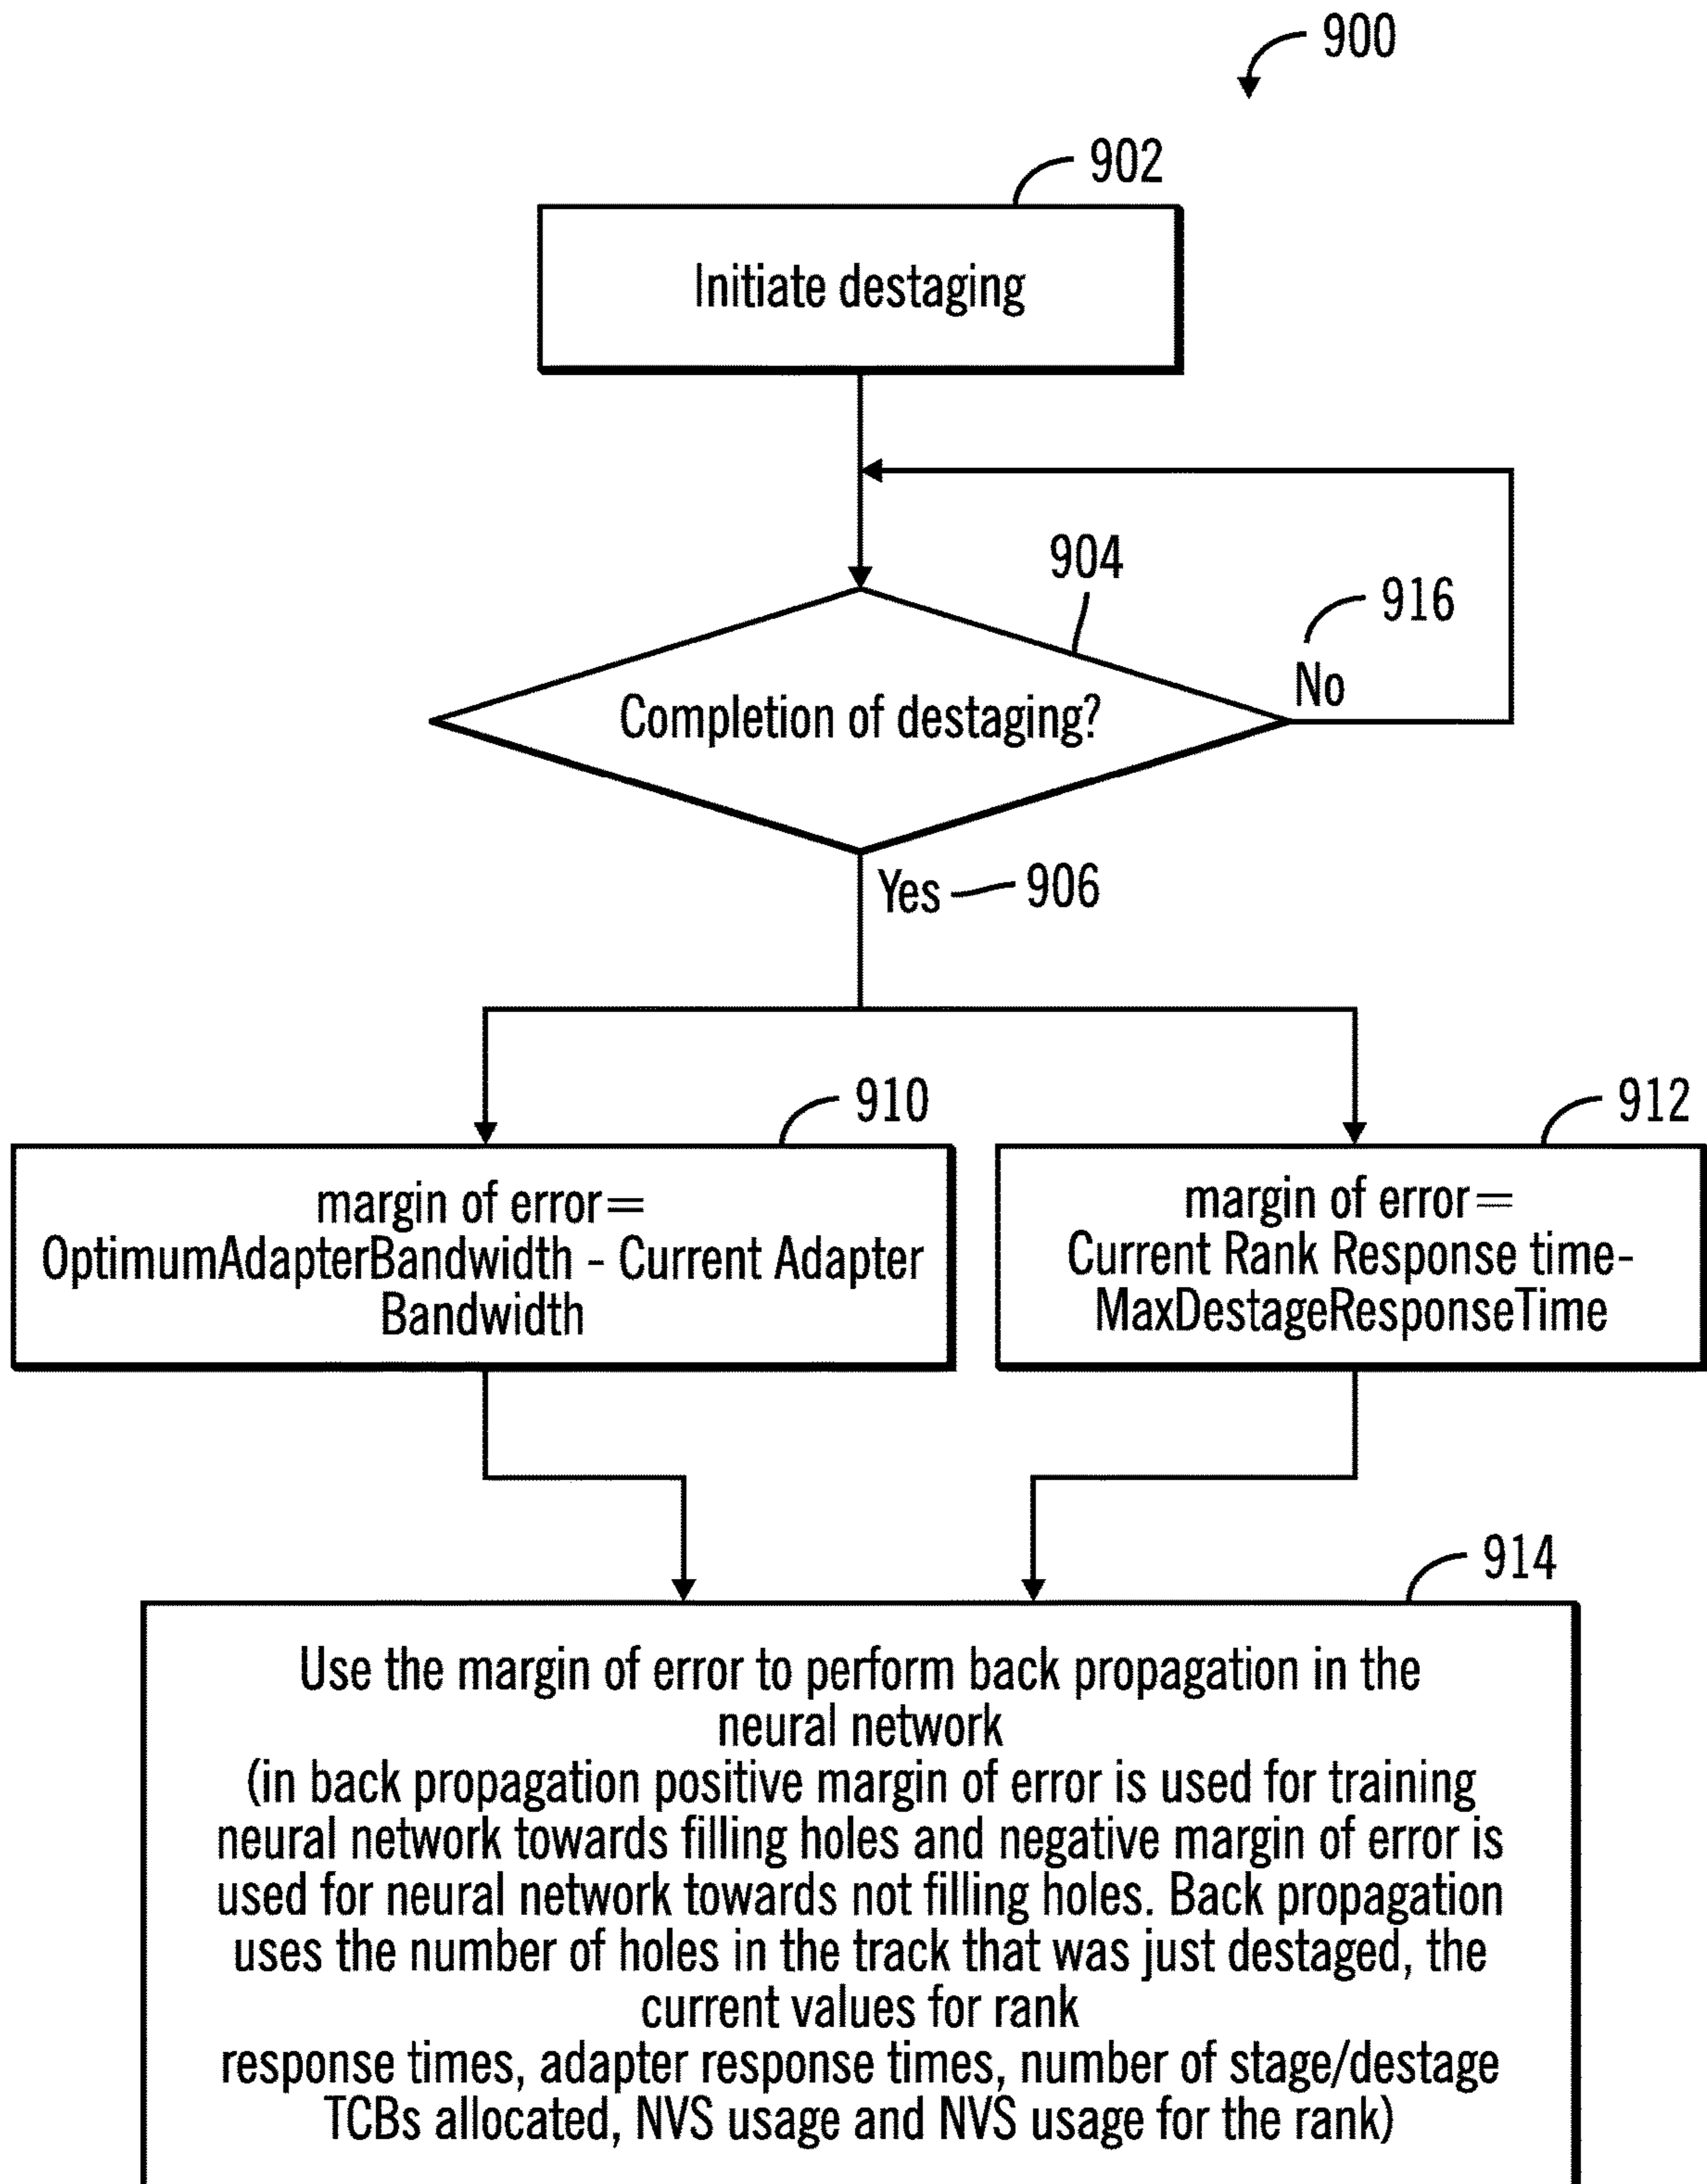 900
902
Initiate destaging
904
916
No
Completion of destaging?
Yes
906
910
margin of error=
OptimumAdapterBandwidth - Current Adapter
Bandwidth
912
margin of error=
Current Rank Response time-
MaxDestageResponseTime
914
Use the margin of error to perform back propagation in the
neural network
(in back propagation positive margin of error is used for training
neural network towards filling holes and negative margin of error is
used for neural network towards not filling holes. Back propagation
uses the number of holes in the track that was just destaged, the
current values for rank
response times, adapter response times, number of stage/destage
TCBs allocated, NVS usage and NVS usage for the rank)